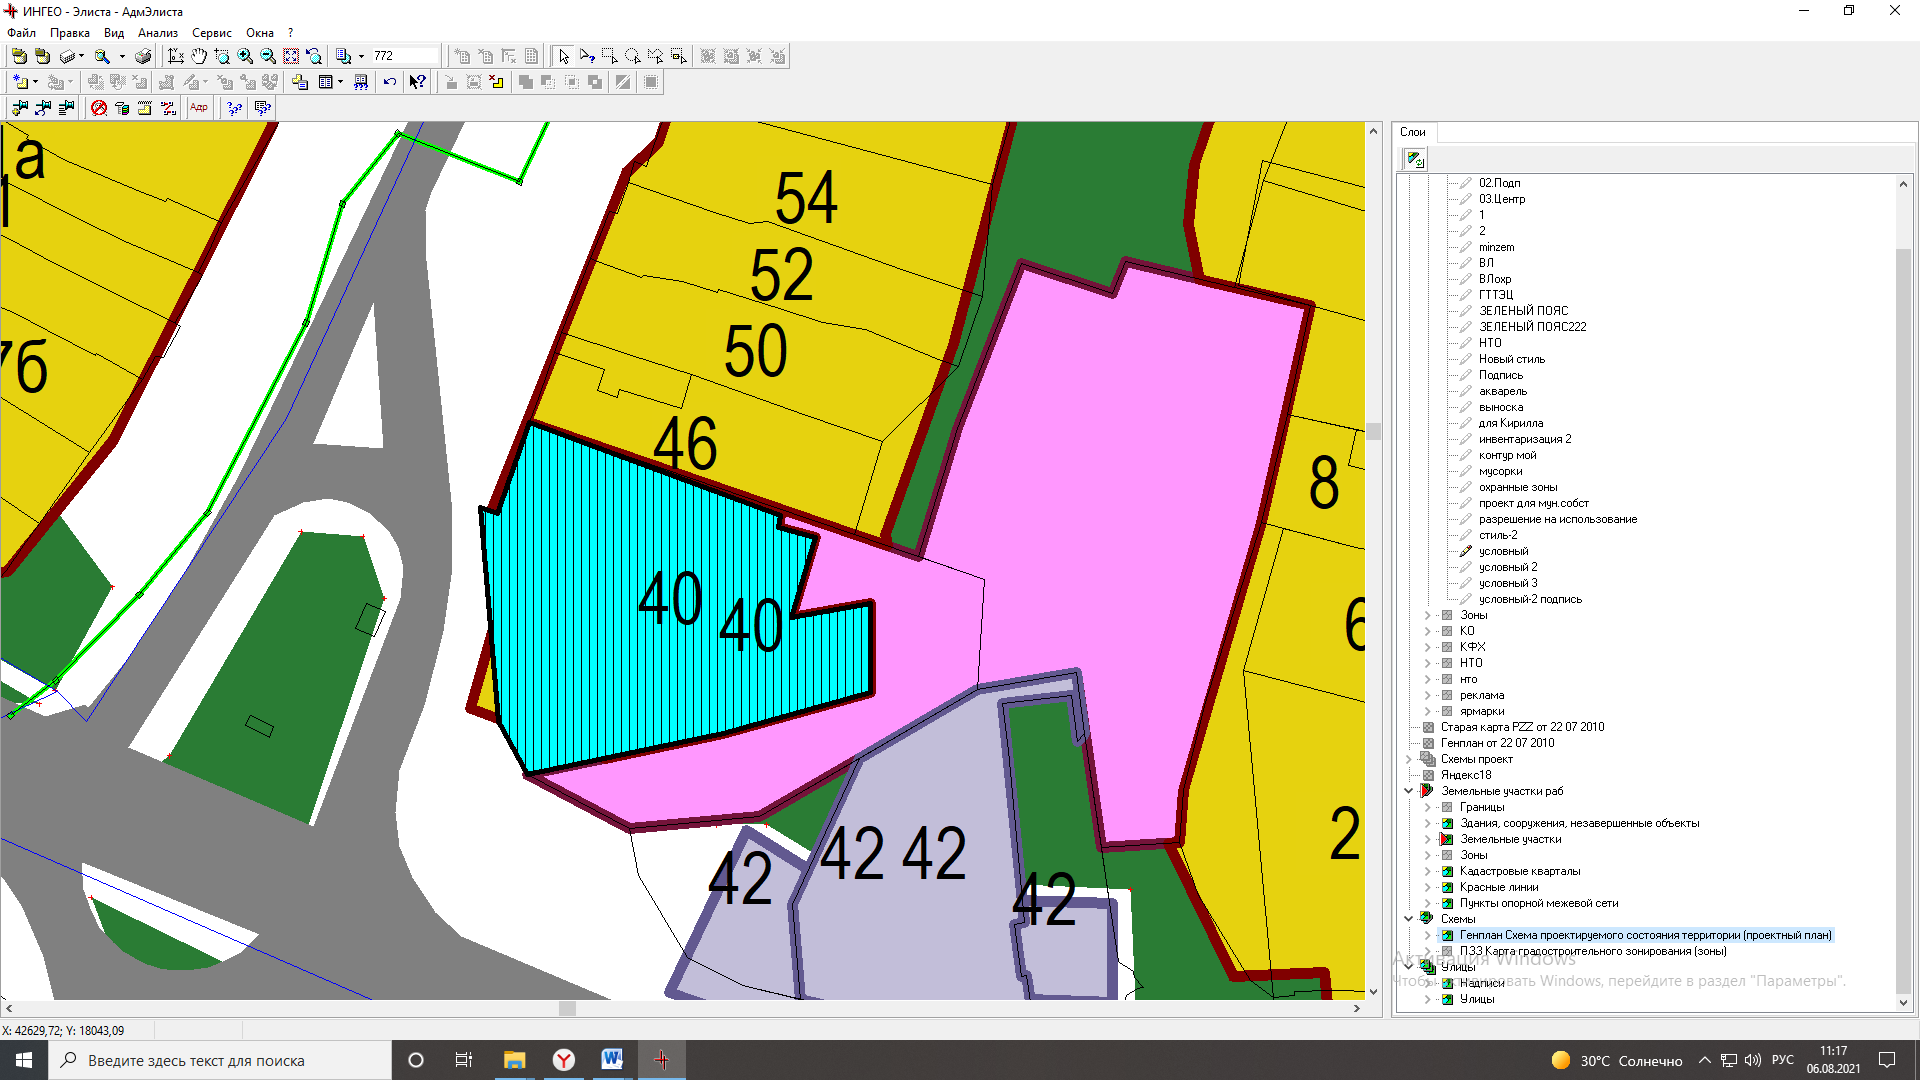 ИНГЕО - Элиста - АдмЭлиста
Файл Правка Вид Анализ Сервис Окна ?
772
Адр
а
54
52
50
7б
46
8
40
40
6
2
42 42
42
42
Слои
02.Подп
03.Центр
1
2
minzem
ВЛ
ВЛохр
ГТТЭЦ
ЗЕЛЕНЫЙ ПОЯС
ЗЕЛЕНЫЙ ПОЯС222
НТО
Новый стиль
Подпись
акварель
выноска
для Кирилла
инвентаризация 2
контур мой
мусорки
охранные зоны
проект для мун.собст
разрешение на использование
стиль-2
условный
условный 2
условный 3
условный-2 подпись
Зоны
КО
КФХ
НТО
нто
реклама
ярмарки
Старая карта PZZ от 22 07 2010
Генплан от 22 07 2010
Схемы проект
Яндекс18
Земельные участки раб
Границы
Здания, сооружения, незавершенные объекты
Земельные участки
Зоны
Кадастровые кварталы
Красные линии
Пункты опорной межевой сети
Схемы
Генплан Схема проектируемого состояния территории (проектный план)
ПЗЗ Карта градостроительного зонирования (зоны)
Улицы
Надписи
Улицы
Активация Windows
Чтобы активировать Windows, перейдите в раздел "Параметры".
X: 42629,72; Y: 18043,09
Введите здесь текст для поиска
30°C Солнечно
РУС
11:17
06.08.2021